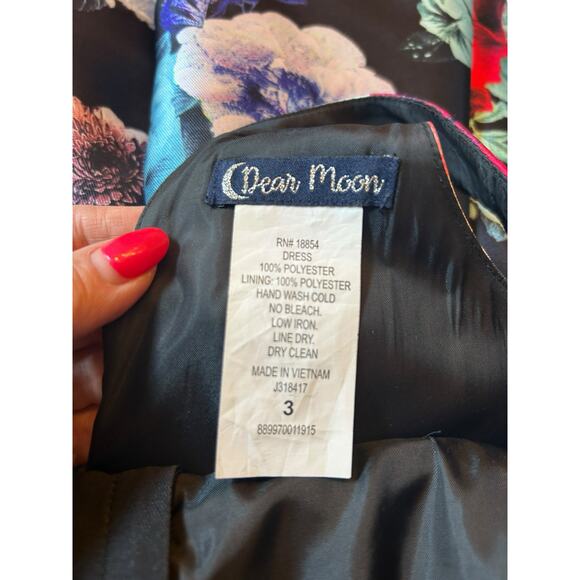 Dear Moon
RN# 18854
DRESS
100% POLYESTER
LINING: 100% POLYESTER
HAND WASH COLD
NO BLEACH.
LOW IRON.
LINE DRY.
DRY CLEAN
MADE IN VIETNAM
J318417
3
889970011915